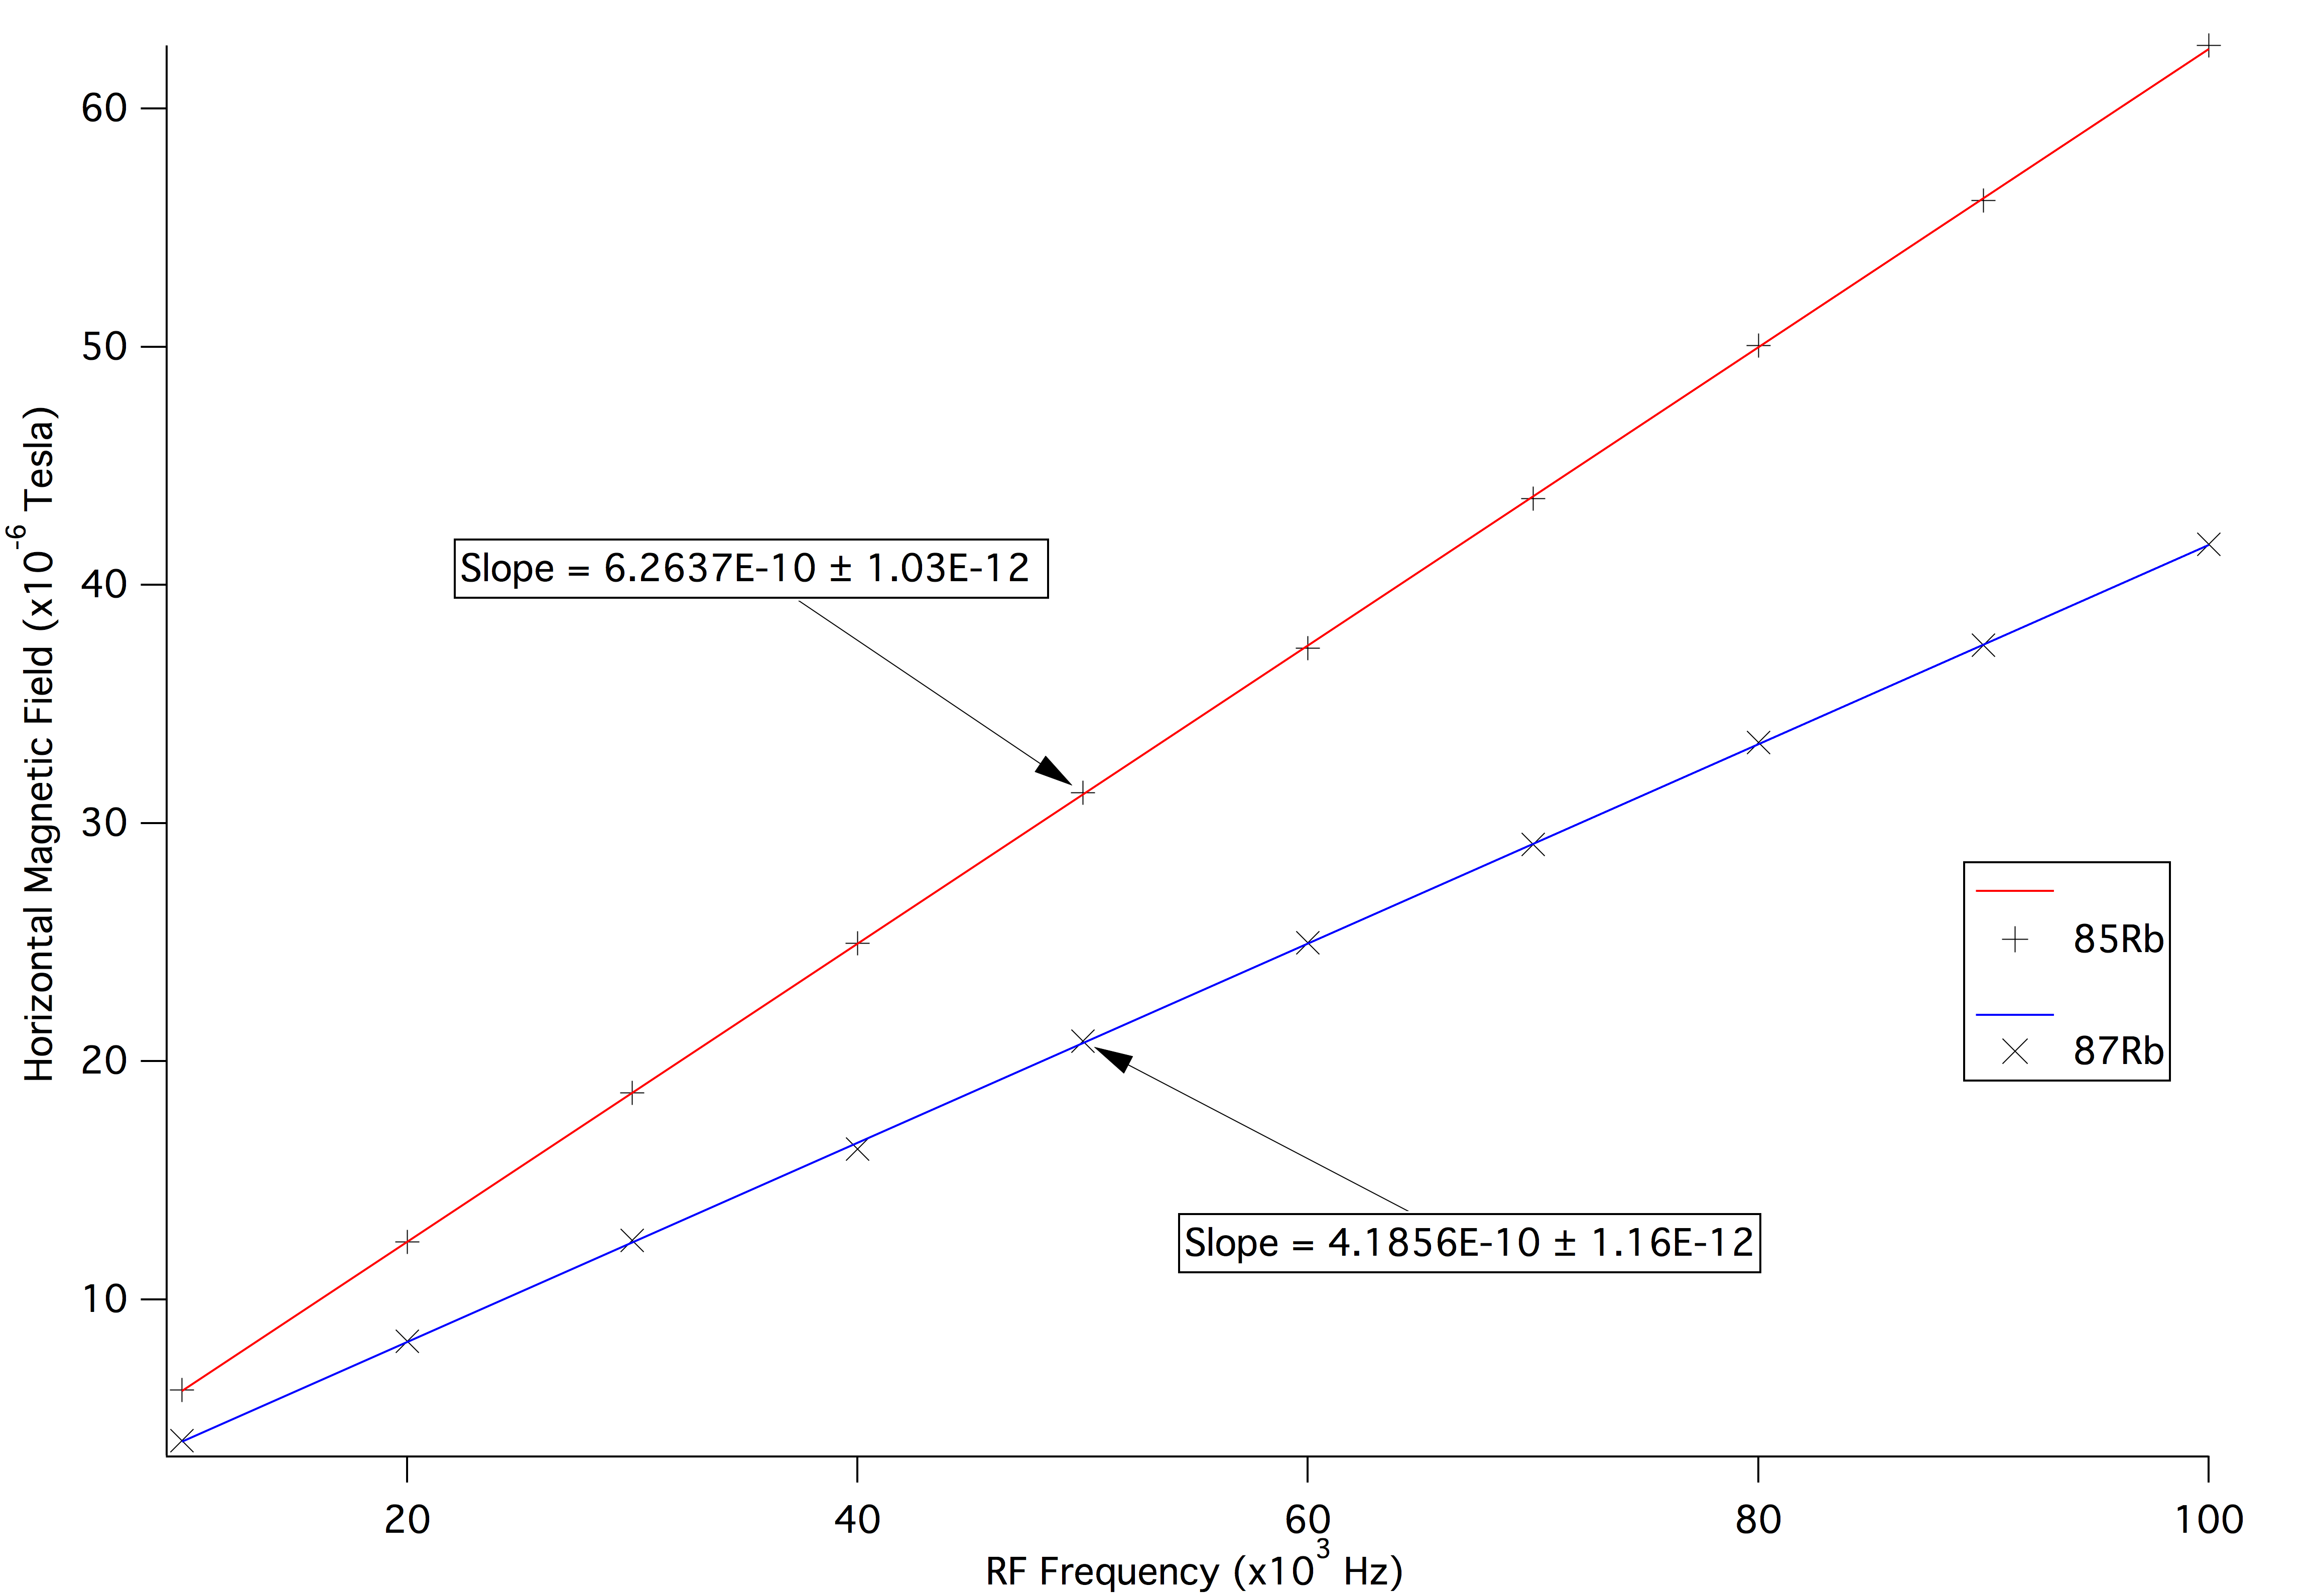 60
50
40
30
20
10
Horizontal Magnetic Field (x10⁻⁶ Tesla)
Slope = 6.2637E-10 ± 1.03E-12
Slope = 4.1856E-10 ± 1.16E-12
85Rb
87Rb
20 40 60 80 100
RF Frequency (x10³ Hz)